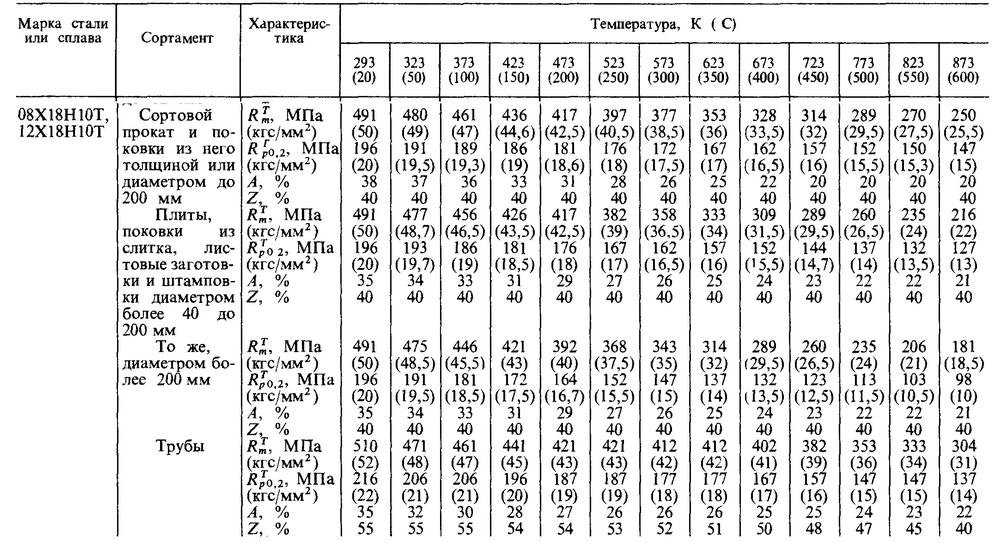 Марка стали или сплава | Сортамент | Характеристика | Температура, К ( С)
293 (20) | 323 (50) | 373 (100) | 423 (150) | 473 (200) | 523 (250) | 573 (300) | 623 (350) | 673 (400) | 723 (450) | 773 (500) | 823 (550) | 873 (600)
08Х18Н10Т, Сортовой R_m^T, МПа 491 480 461 436 417 397 377 353 328 314 289 270 250
12Х18Н10Т прокат и по- (кгс/мм²) (50) (49) (47) (44,6) (42,5) (40,5) (38,5) (36) (33,5) (32) (29,5) (27,5) (25,5)
ковки из него R_p0,2^T, МПа 196 191 189 186 181 176 172 167 162 157 152 150 147
толщиной или (кгс/мм²) (20) (19,5) (19,3) (19) (18,6) (18) (17,5) (17) (16,5) (16) (15,5) (15,3) (15)
диаметром до A, % 38 37 36 33 31 28 26 25 22 20 20 20 20
200 мм Z, % 40 40 40 40 40 40 40 40 40 40 40 40 40
Плиты, R_m^T, МПа 491 477 456 426 417 382 358 333 309 289 260 235 216
поковки из (кгс/мм²) (50) (48,7) (46,5) (43,5) (42,5) (39) (36,5) (34) (31,5) (29,5) (26,5) (24) (22)
слитка, лис- R_p0 2^T, МПа 196 193 186 181 176 167 162 157 152 144 137 132 127
товые заготов- (кгс/мм²) (20) (19,7) (19) (18,5) (18) (17) (16,5) (16) (15,5) (14,7) (14) (13,5) (13)
ки и штампов- A, % 35 34 33 31 29 27 26 25 24 23 22 22 21
ки диаметром Z, % 40 40 40 40 40 40 40 40 40 40 40 40 40
более 40 до
200 мм
То же, R_m^T, МПа 491 475 446 421 392 368 343 314 289 260 235 206 181
диаметром бо- (кгс/мм²) (50) (48,5) (45,5) (43) (40) (37,5) (35) (32) (29,5) (26,5) (24) (21) (18,5)
лее 200 мм R_p0,2^T, МПа 196 191 181 172 164 152 147 137 132 123 113 103 98
(кгс/мм²) (20) (19,5) (18,5) (17,5) (16,7) (15,5) (15) (14) (13,5) (12,5) (11,5) (10,5) (10)
A, % 35 34 33 31 29 27 26 25 24 23 22 22 21
Z, % 40 40 40 40 40 40 40 40 40 40 40 40 40
Трубы R_m^T, МПа 510 471 461 441 421 421 412 412 402 382 353 333 304
(кгс/мм²) (52) (48) (47) (45) (43) (43) (42) (42) (41) (39) (36) (34) (31)
R_p0,2^T, МПа 216 206 206 196 187 187 177 177 167 157 147 147 137
(кгс/мм²) (22) (21) (21) (20) (19) (19) (18) (18) (17) (16) (15) (15) (14)
A, % 35 32 30 28 27 26 26 26 25 25 24 23 22
Z, % 55 55 55 54 54 53 52 51 50 48 47 45 40